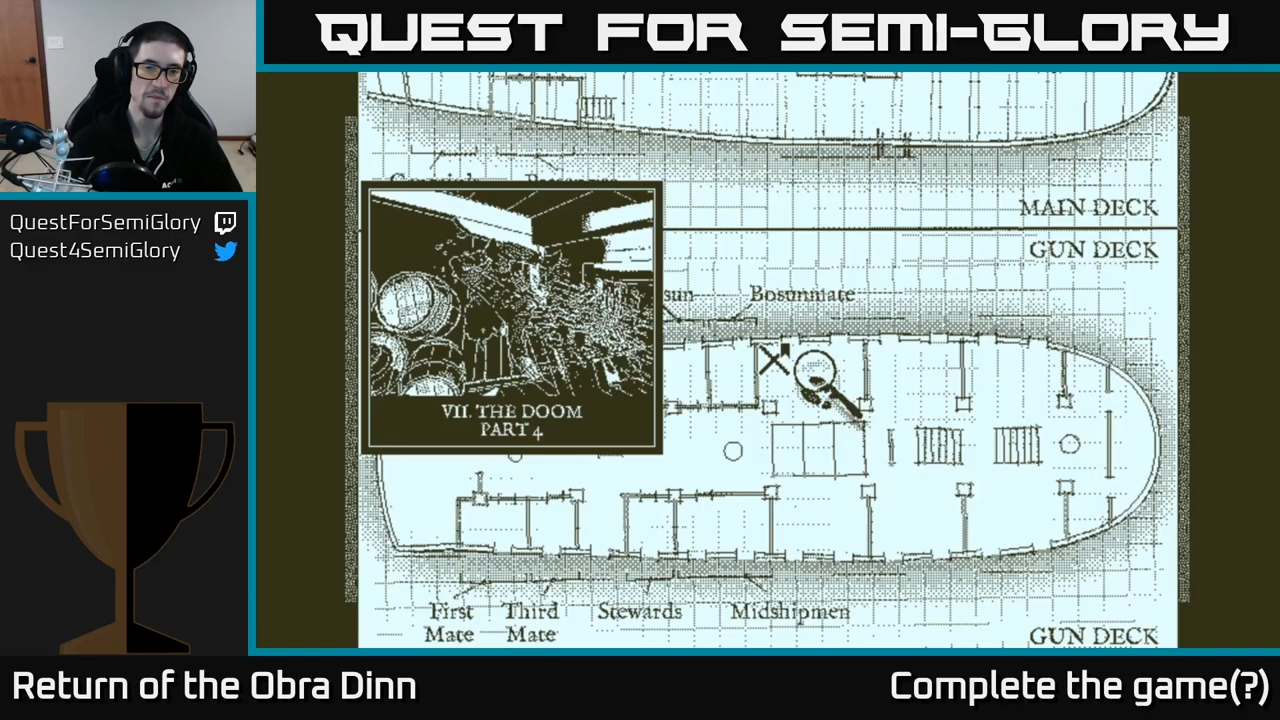 QUEST FOR SEMI-GLORY
QuestForSemiGlory
Quest4SemiGlory
MAIN DECK
GUN DECK
Bosunmate
VII. THE DOOM
PART 4
First
Mate
Third
Mate
Stewards
Midshipmen
GUN DECK
Return of the Obra Dinn
Complete the game(?)